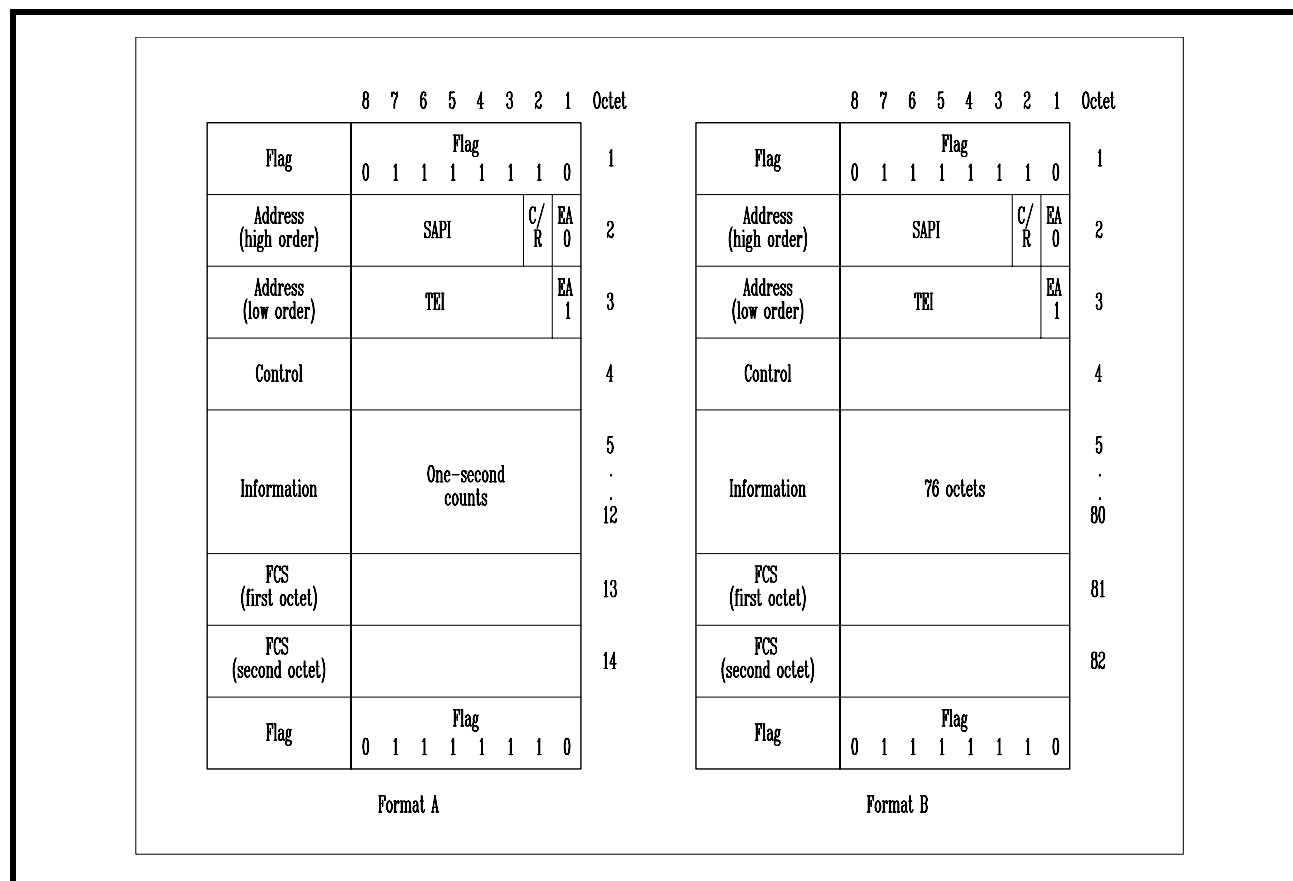 8 7 6 5 4 3 2 1 Octet
Flag
Flag
0 1 1 1 1 1 1 0
1
Address
(high order)
SAPI
C/
R
EA
0
2
Address
(low order)
TEI
EA
1
3
Control
4
Information
One-second
counts
5
.
.
12
FCS
(first octet)
13
FCS
(second octet)
14
Flag
Flag
0 1 1 1 1 1 1 0
Format A
8 7 6 5 4 3 2 1 Octet
Flag
Flag
0 1 1 1 1 1 1 0
1
Address
(high order)
SAPI
C/
R
EA
0
2
Address
(low order)
TEI
EA
1
3
Control
4
Information
76 octets
5
.
.
80
FCS
(first octet)
81
FCS
(second octet)
82
Flag
Flag
0 1 1 1 1 1 1 0
Format B